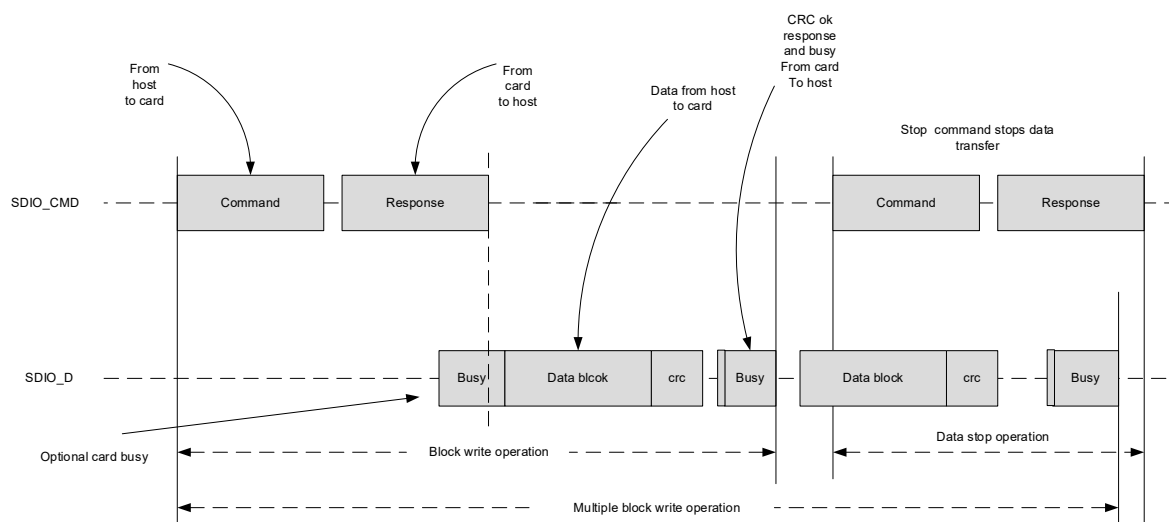 CRC ok
response
and busy
From card
To host
From
host
to card
From
card
to host
Data from host
to card
Stop command stops data
transfer
SDIO_CMD
Command
Response
Command
Response
SDIO_D
Busy
Data blcok
crc
Busy
Data block
crc
Busy
Optional card busy
Block write operation
Data stop operation
Multiple block write operation